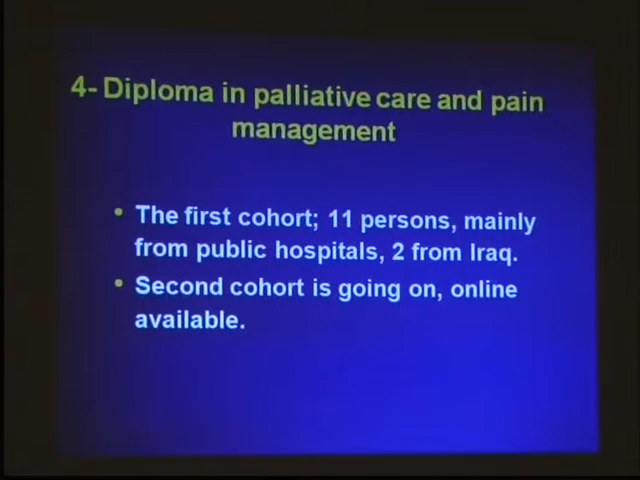 4- Diploma in palliative care and pain
management
• The first cohort; 11 persons, mainly
from public hospitals, 2 from Iraq.
• Second cohort is going on, online
available.